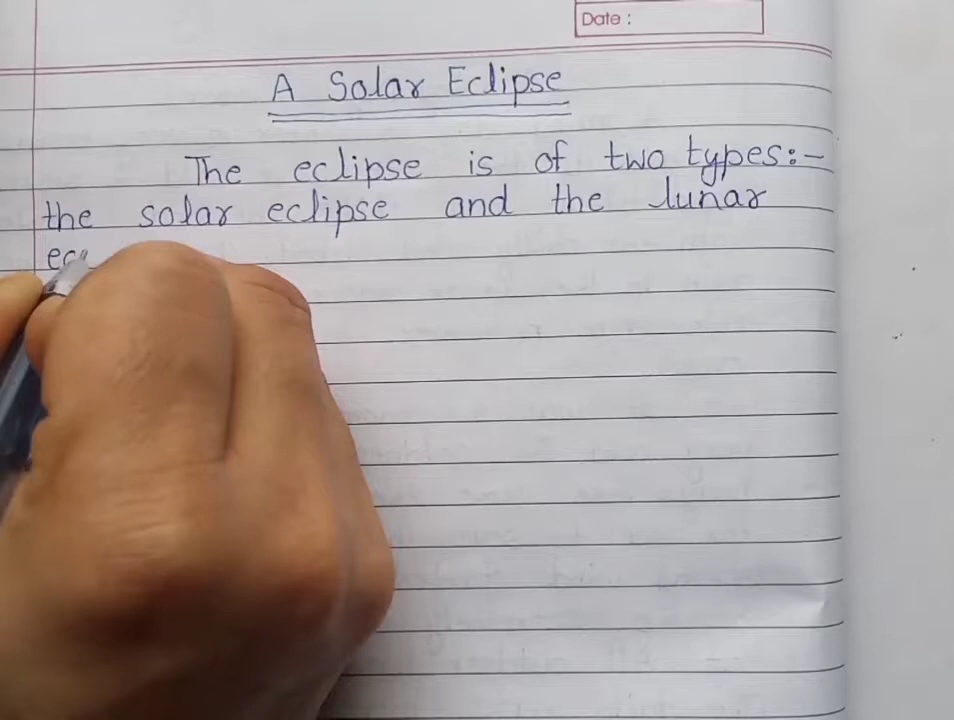 Date :
A Solar Eclipse
The eclipse is of two types:-
the solar eclipse and the lunar